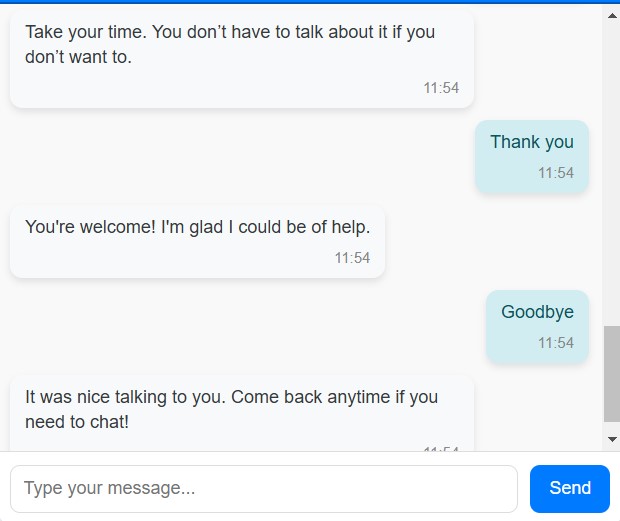 Take your time. You don’t have to talk about it if you
don’t want to.
11:54
Thank you
11:54
You're welcome! I'm glad I could be of help.
11:54
Goodbye
11:54
It was nice talking to you. Come back anytime if you
need to chat!
11:54
Type your message...
Send